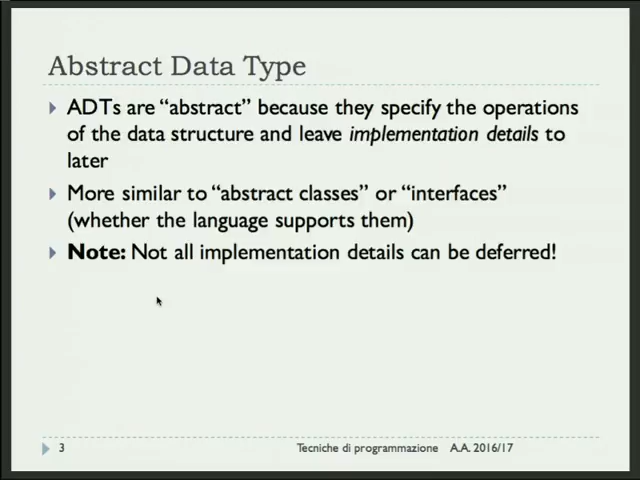 Abstract Data Type
ADTs are “abstract” because they specify the operations
of the data structure and leave implementation details to
later
More similar to “abstract classes” or “interfaces”
(whether the language supports them)
Note: Not all implementation details can be deferred!
3
Tecniche di programmazione A.A. 2016/17